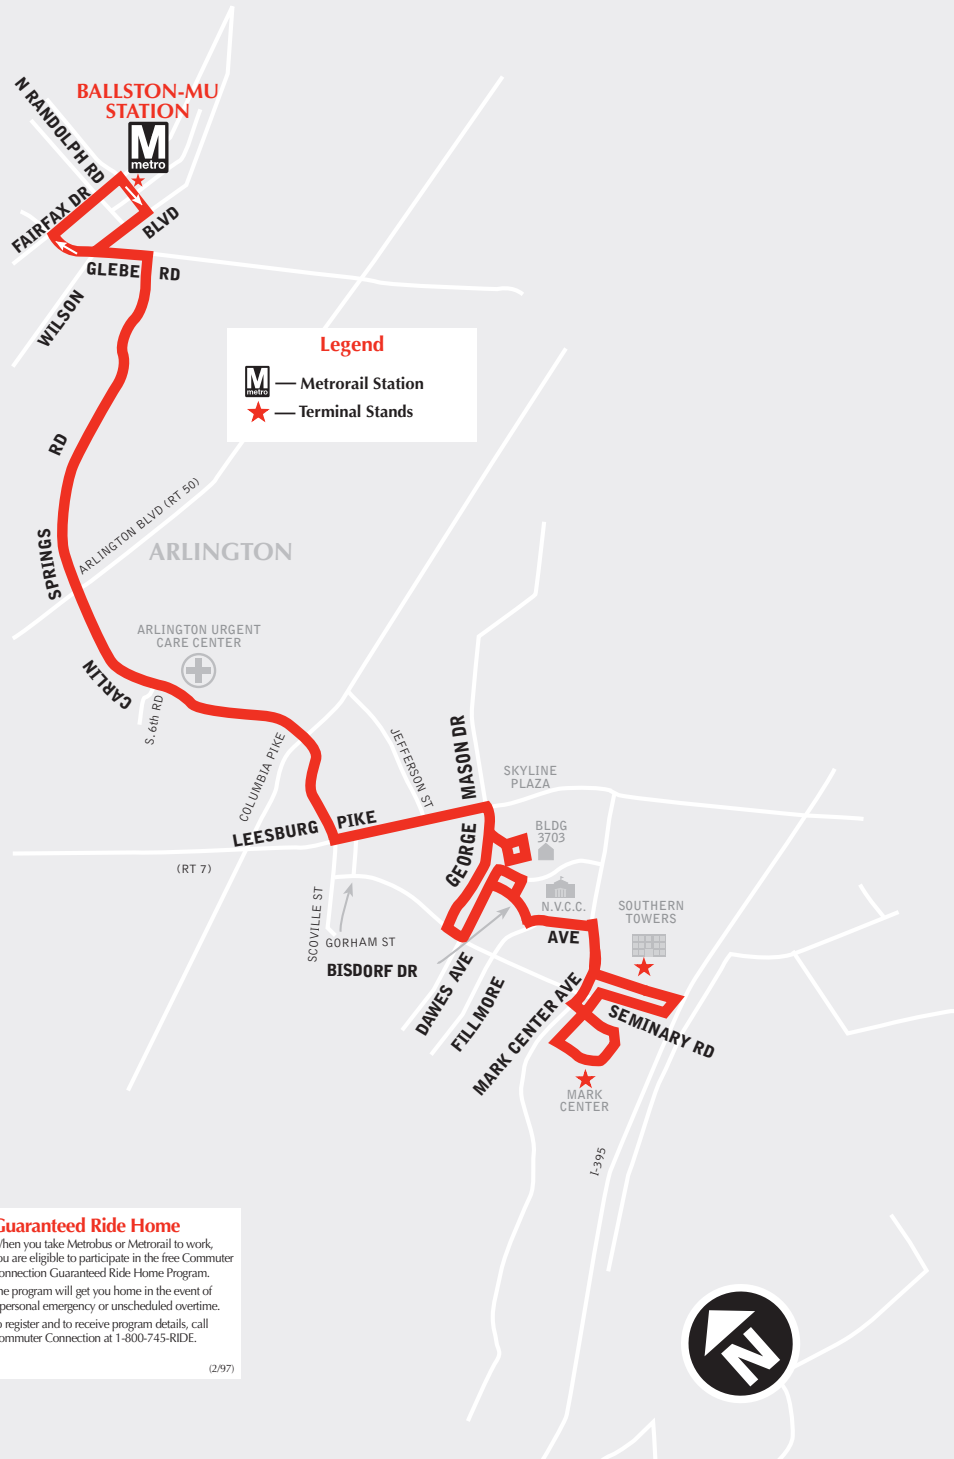 BALLSTON-MU
STATION
M
metro
N RANDOLPH RD
FAIRFAX DR
BLVD
GLEBE RD
WILSON
Legend
M
metro
Metrorail Station
Terminal Stands
RD
ARLINGTON BLVD (RT 50)
SPRINGS
ARLINGTON
ARLINGTON URGENT
CARE CENTER
CARLIN
S. 6th RD
COLUMBIA PIKE
JEFFERSON ST
MASON DR
SKYLINE
PLAZA
LEESBURG PIKE
(RT 7)
GEORGE
BLDG
3703
N.V.C.C.
SCOVILLE ST
GORHAM ST
BISDORF DR
SOUTHERN
TOWERS
AVE
DAWES AVE
FILLMORE
MARK CENTER AVE
SEMINARY RD
MARK
CENTER
I-395
Guaranteed Ride Home
hen you take Metrobus or Metrorail to work,
ou are eligible to participate in the free Commuter
onnection Guaranteed Ride Home Program.
he program will get you home in the event of
personal emergency or unscheduled overtime.
o register and to receive program details, call
ommuter Connection at 1-800-745-RIDE.
(2/97)
N